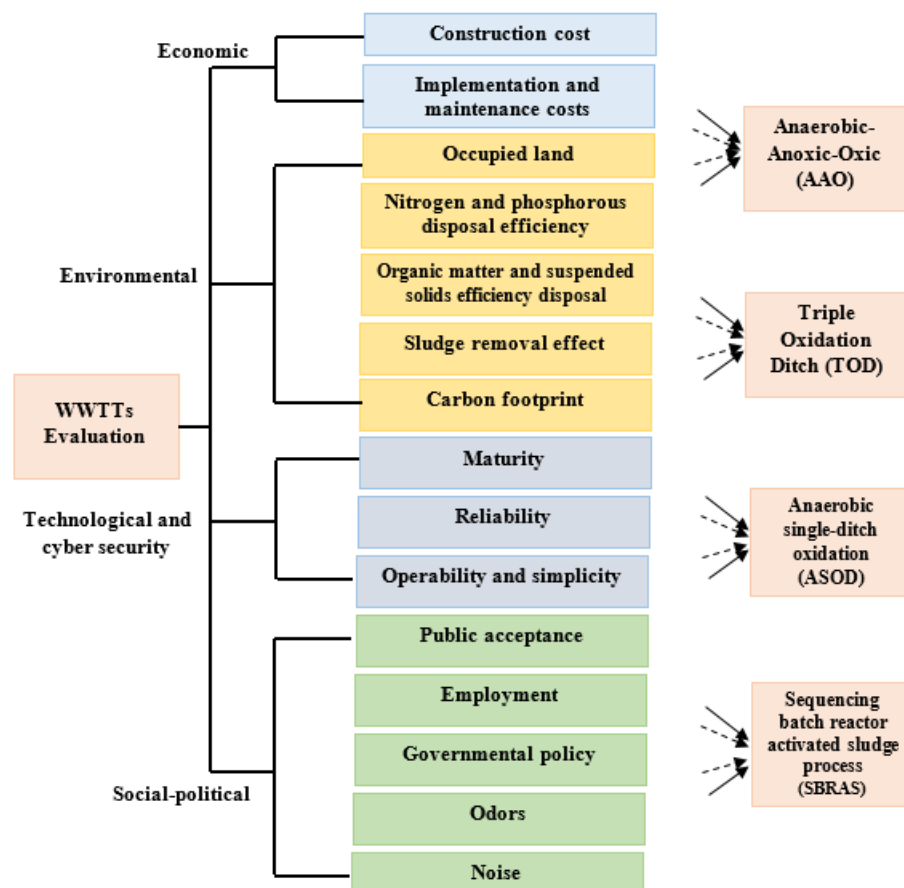 Economic
Construction cost
Implementation and
maintenance costs
Environmental
Occupied land
Nitrogen and phosphorous
disposal efficiency
Organic matter and suspended
solids efficiency disposal
Sludge removal effect
Carbon footprint
WWTTs
Evaluation
Technological and
cyber security
Maturity
Reliability
Operability and simplicity
Social-political
Public acceptance
Employment
Governmental policy
Odors
Noise
Anaerobic-
Anoxic-Oxic
(AAO)
Triple
Oxidation
Ditch (TOD)
Anaerobic
single-ditch
oxidation
(ASOD)
Sequencing
batch reactor
activated sludge
process
(SBRAS)